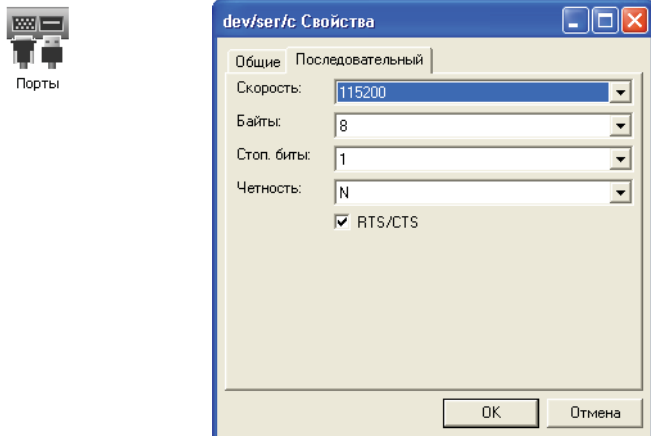 Порты
dev/ser/c Свойства
Общие Последовательный
Скорость: 115200
Байты: 8
Стоп. биты: 1
Четность: N
RTS/CTS
OK Отмена